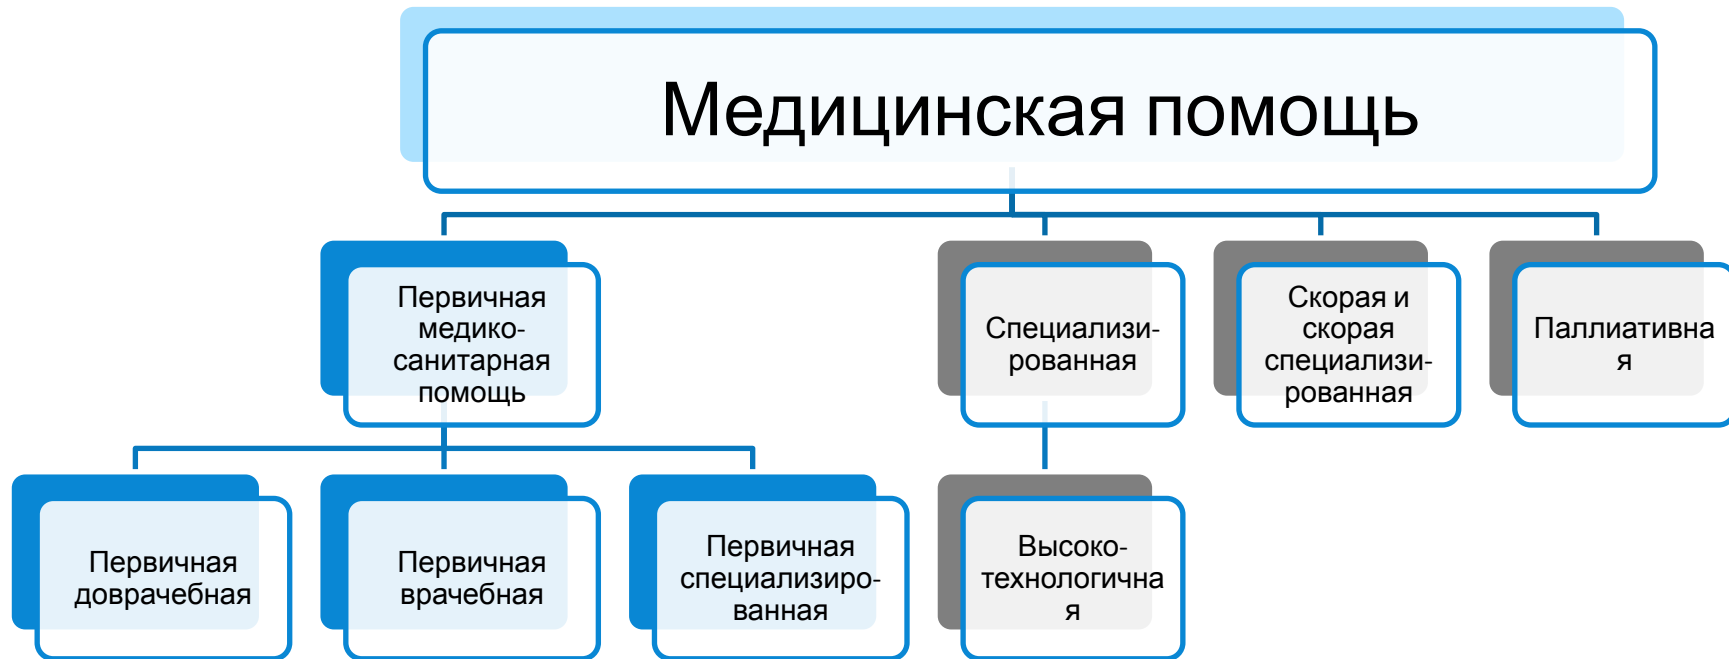 Медицинская помощь
Первичная
медико-
санитарная
помощь
Специализи-
рованная
Скорая и
скорая
специализи-
рованная
Паллиативна
я
Первичная
доврачебная
Первичная
врачебная
Первичная
специализиро-
ванная
Высоко-
технологична
я